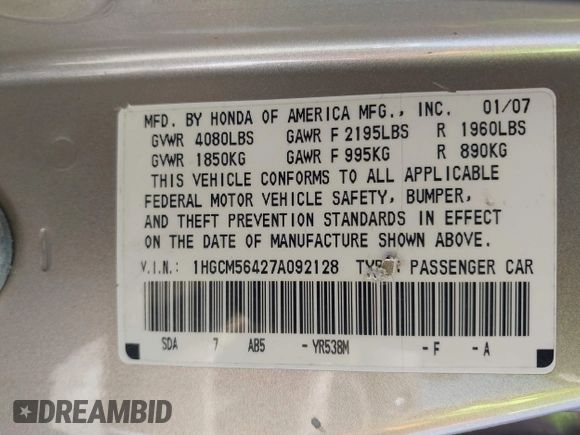 MFD. BY HONDA OF AMERICA MFG., INC. 01/07
GVWR 4080LBS GAWR F 2195LBS R 1960LBS
GVWR 1850KG GAWR F 995KG R 890KG
THIS VEHICLE CONFORMS TO ALL APPLICABLE
FEDERAL MOTOR VEHICLE SAFETY, BUMPER,
AND THEFT PREVENTION STANDARDS IN EFFECT
ON THE DATE OF MANUFACTURE SHOWN ABOVE.
V.I.N.: 1HGCM56427A092128 TYPE: PASSENGER CAR
SDA 7 AB5 - YR538M - F - A
DREAMBID